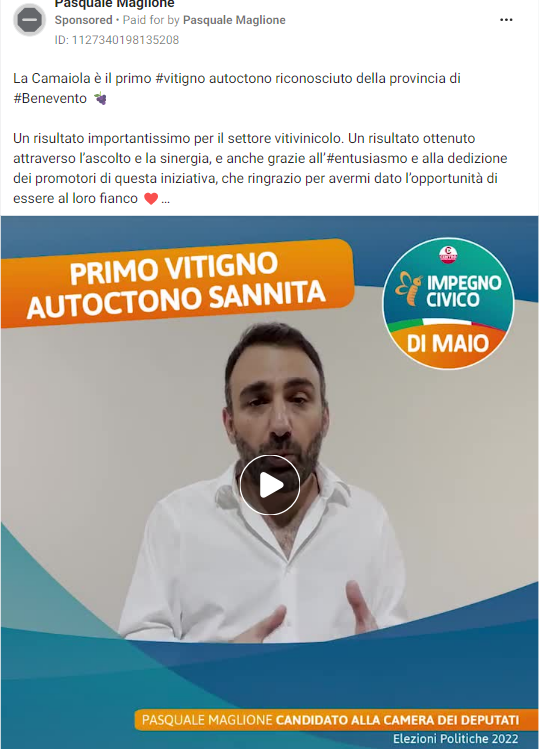 Pasquale Maglione
Sponsored • Paid for by Pasquale Maglione
ID: 1127340198135208
La Camaiola è il primo #vitigno autoctono riconosciuto della provincia di
#Benevento 🍇
Un risultato importantissimo per il settore vitivinicolo. Un risultato ottenuto
attraverso l'ascolto e la sinergia, e anche grazie all'#entusiasmo e alla dedizione
dei promotori di questa iniziativa, che ringrazio per avermi dato l'opportunità di
essere al loro fianco ❤️ ...
PRIMO VITIGNO
AUTOCTONO SANNITA
IMPEGNO
CIVICO
DI MAIO
PASQUALE MAGLIONE CANDIDATO ALLA CAMERA DEI DEPUTATI
Elezioni Politiche 2022